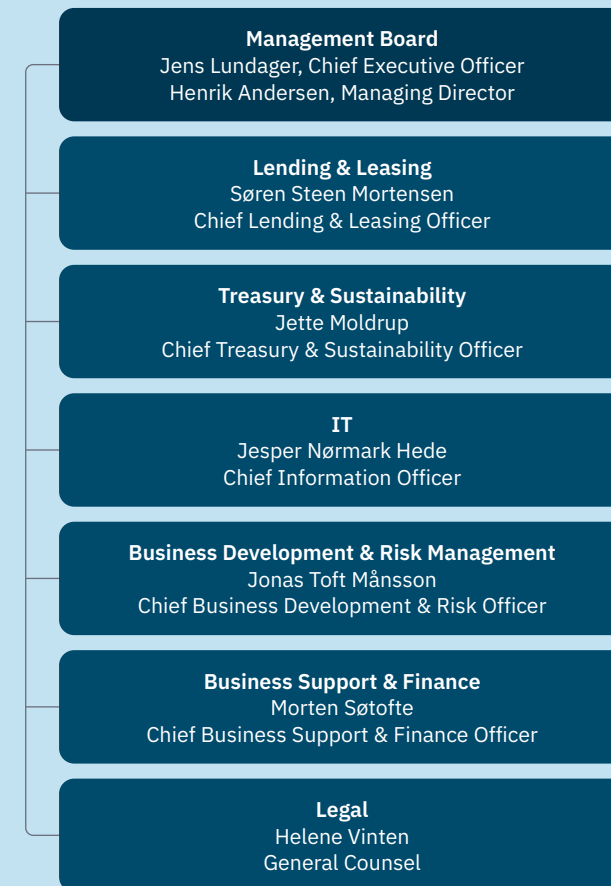 Management Board
Jens Lundager, Chief Executive Officer
Henrik Andersen, Managing Director
Lending & Leasing
Søren Steen Mortensen
Chief Lending & Leasing Officer
Treasury & Sustainability
Jette Moldrup
Chief Treasury & Sustainability Officer
IT
Jesper Nørmark Hede
Chief Information Officer
Business Development & Risk Management
Jonas Toft Månsson
Chief Business Development & Risk Officer
Business Support & Finance
Morten Søtofte
Chief Business Support & Finance Officer
Legal
Helene Vinten
General Counsel